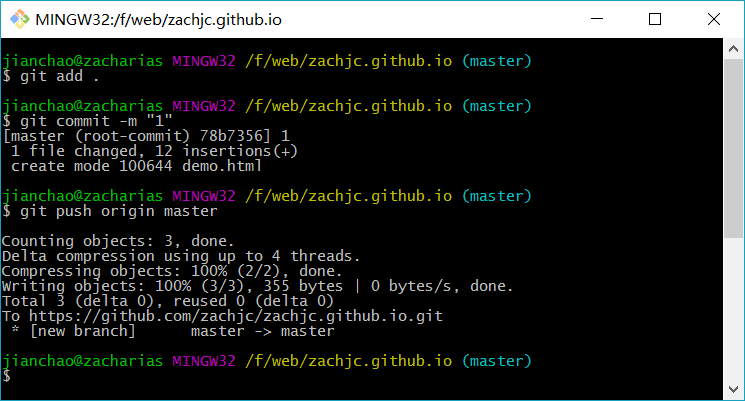 MINGW32:/f/web/zachjc.github.io
jianchao@zacharias MINGW32 /f/web/zachjc.github.io (master)
$ git add .
jianchao@zacharias MINGW32 /f/web/zachjc.github.io (master)
$ git commit -m "1"
[master (root-commit) 78b7356] 1
 1 file changed, 12 insertions(+)
 create mode 100644 demo.html
jianchao@zacharias MINGW32 /f/web/zachjc.github.io (master)
$ git push origin master
Counting objects: 3, done.
Delta compression using up to 4 threads.
Compressing objects: 100% (2/2), done.
Writing objects: 100% (3/3), 355 bytes | 0 bytes/s, done.
Total 3 (delta 0), reused 0 (delta 0)
To https://github.com/zachjc/zachjc.github.io.git
 * [new branch]      master -> master
jianchao@zacharias MINGW32 /f/web/zachjc.github.io (master)
$